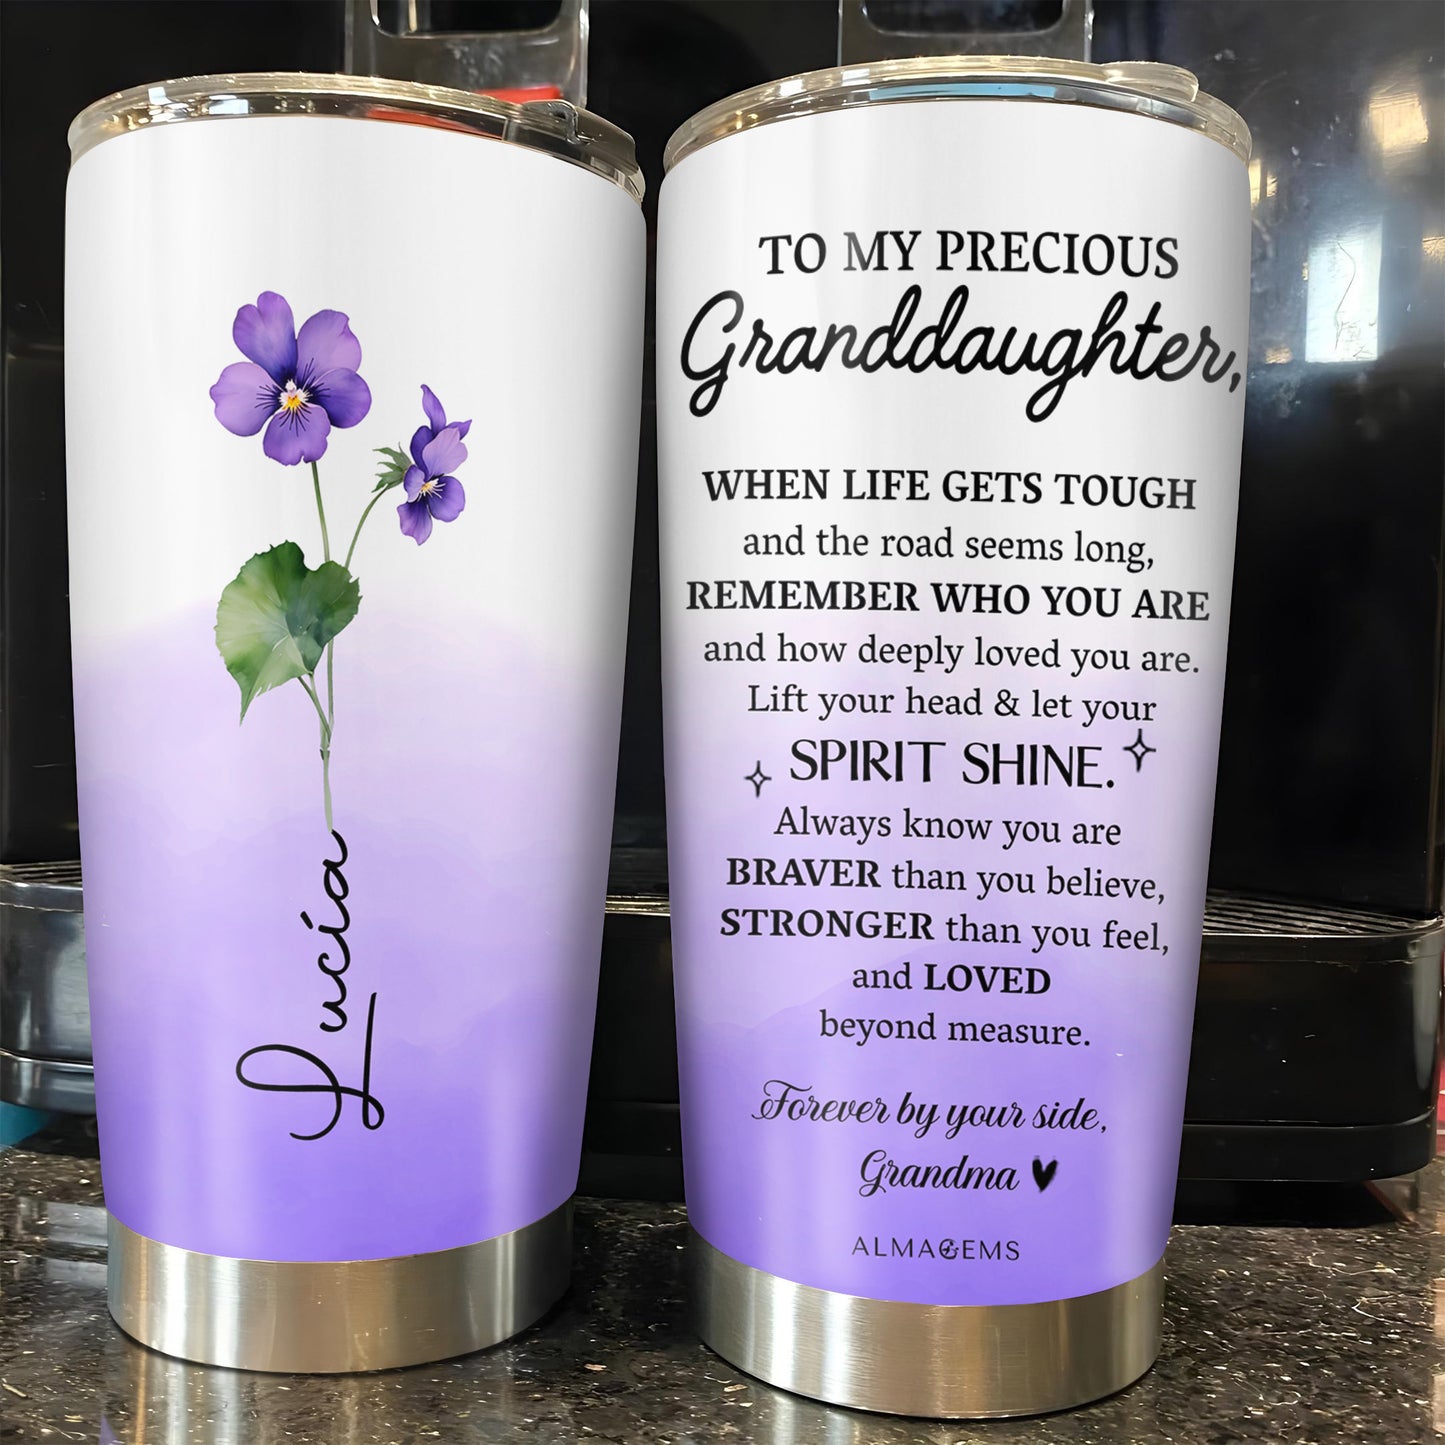 Lucía
TO MY PRECIOUS
Granddaughter,
WHEN LIFE GETS TOUGH
and the road seems long,
REMEMBER WHO YOU ARE
and how deeply loved you are.
Lift your head & let your
SPIRIT SHINE.
Always know you are
BRAVER than you believe,
STRONGER than you feel,
and LOVED
beyond measure.
Forever by your side,
Grandma ♥
ALMAGEMS